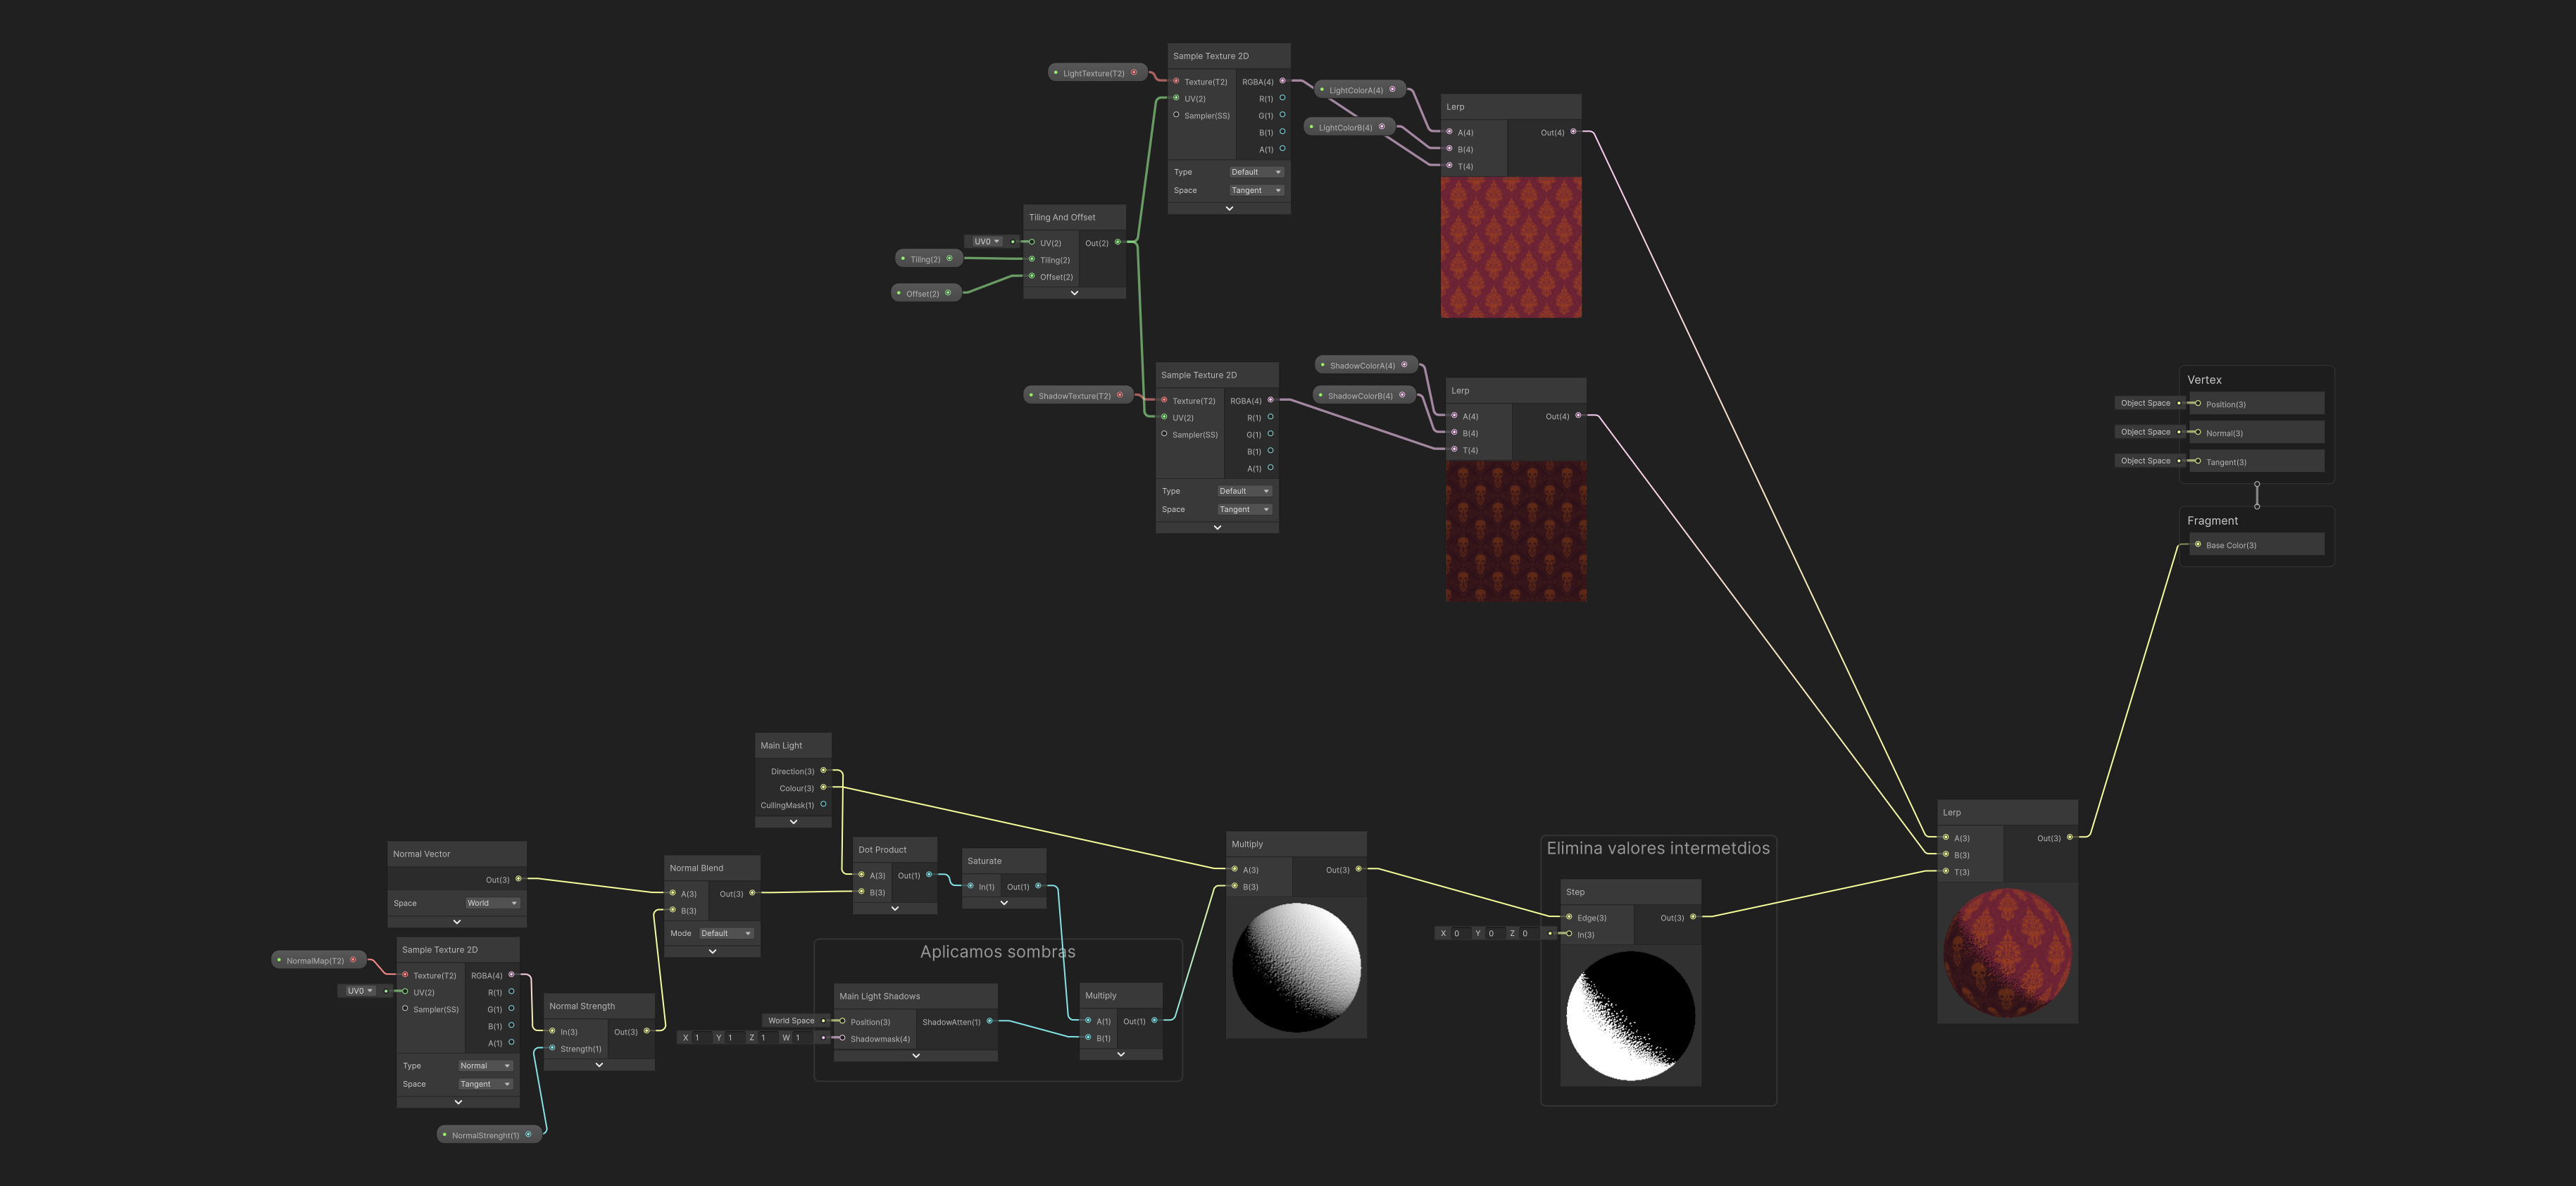 Sample Texture 2D
LightTexture(T2)
Texture(T2)
RGBA(4)
UV(2)
R(1)
Sampler(SS)
G(1)
B(1)
A(1)
Type
Default
Space
Tangent
LightColorA(4)
LightColorB(4)
Lerp
A(4)
Out(4)
B(4)
T(4)
Tiling And Offset
UV0
UV(2)
Out(2)
Tiling(2)
Tiling(2)
Offset(2)
Offset(2)
Sample Texture 2D
ShadowTexture(T2)
Texture(T2)
RGBA(4)
UV(2)
R(1)
Sampler(SS)
G(1)
B(1)
A(1)
Type
Default
Space
Tangent
ShadowColorA(4)
ShadowColorB(4)
Lerp
A(4)
Out(4)
B(4)
T(4)
Vertex
Object Space
Position(3)
Object Space
Normal(3)
Object Space
Tangent(3)
Fragment
Base Color(3)
Main Light
Direction(3)
Colour(3)
CullingMask(1)
Normal Vector
Out(3)
Space
World
Sample Texture 2D
NormalMap(T2)
Texture(T2)
RGBA(4)
UV0
UV(2)
R(1)
Sampler(SS)
G(1)
B(1)
A(1)
Type
Normal
Space
Tangent
NormalStrenght(1)
Normal Strength
In(3)
Out(3)
Strength(1)
Normal Blend
A(3)
Out(3)
B(3)
Mode
Default
Dot Product
A(3)
Out(1)
B(3)
Saturate
In(1)
Out(1)
Aplicamos sombras
Main Light Shadows
World Space
Position(3)
ShadowAtten(1)
X 1 Y 1 Z 1 W 1
Shadowmask(4)
Multiply
A(1)
Out(1)
B(1)
Multiply
A(3)
Out(3)
B(3)
Elimina valores intermetdios
Step
Edge(3)
Out(3)
X 0 Y 0 Z 0
In(3)
Lerp
A(3)
Out(3)
B(3)
T(3)